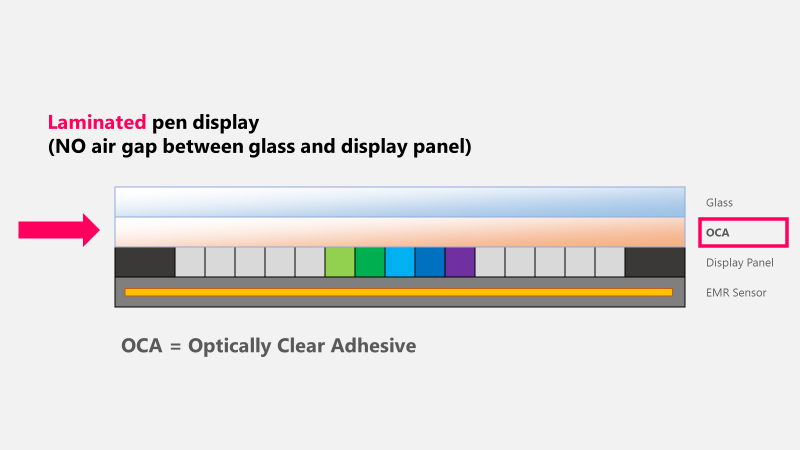 Laminated pen display
(NO air gap between glass and display panel)
Glass
OCA
Display Panel
EMR Sensor
OCA = Optically Clear Adhesive